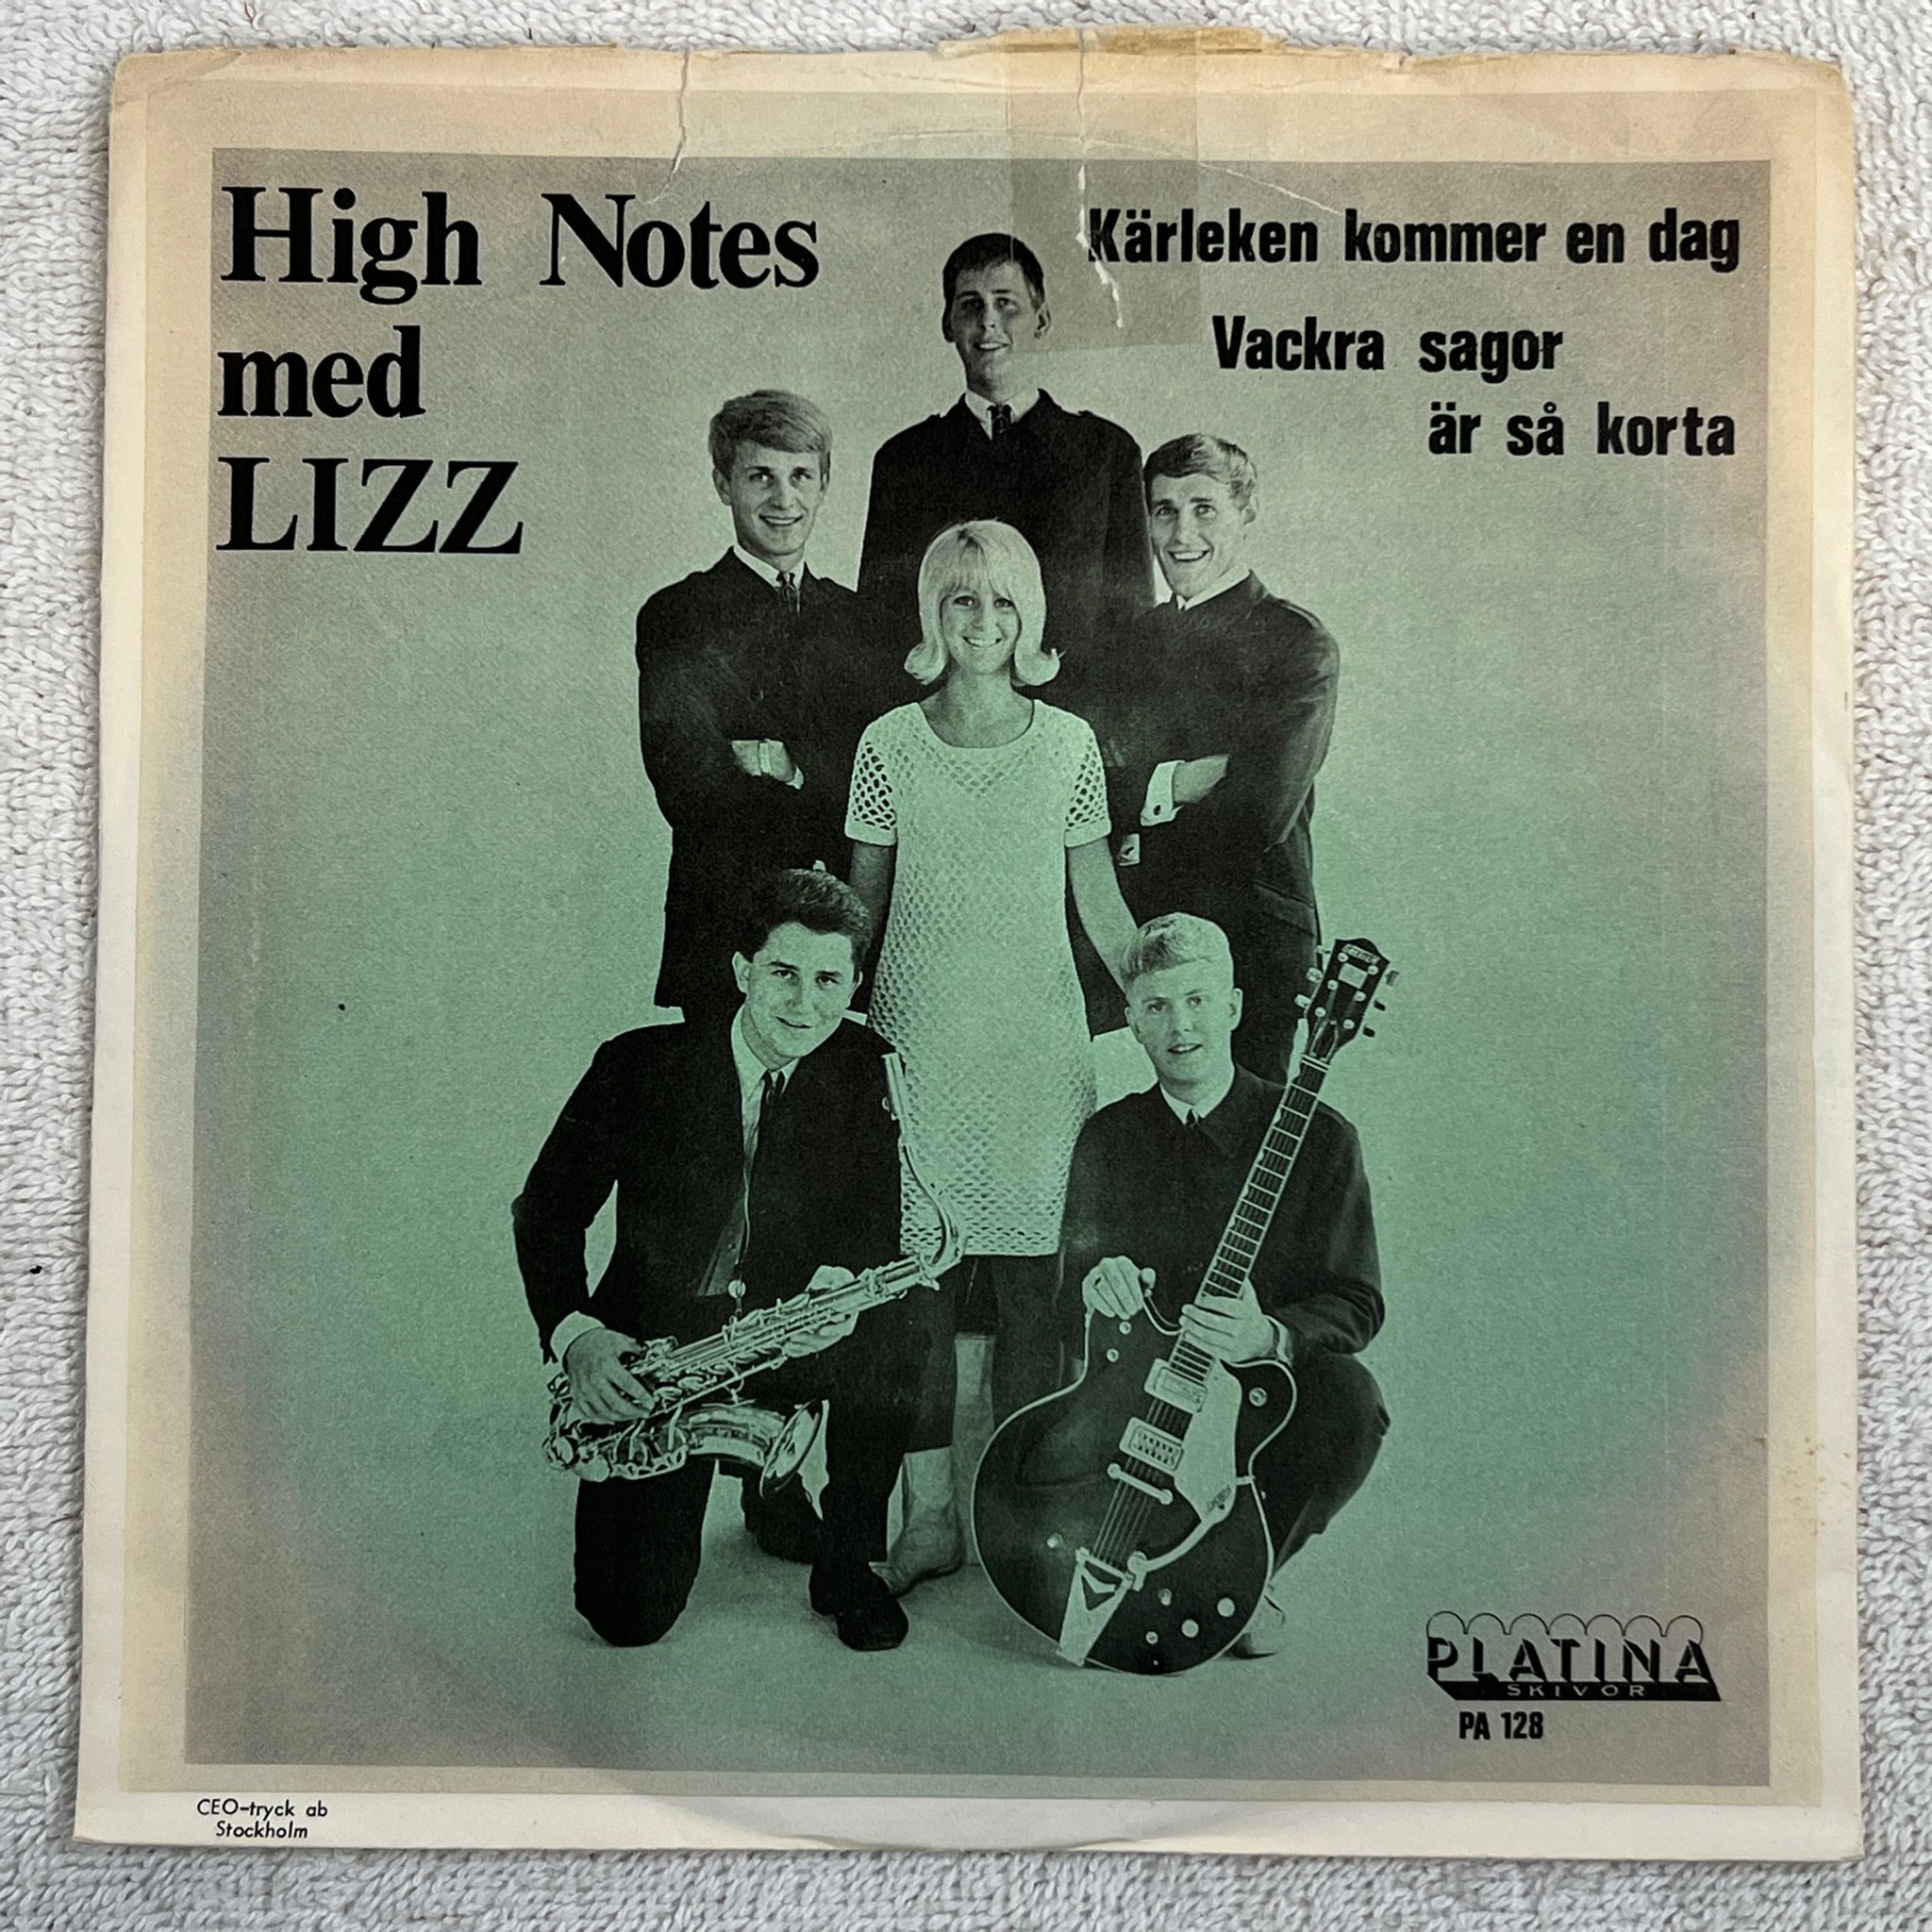 High Notes
med
LIZZ
Kärleken kommer en dag
Vackra sagor
är så korta
PLATINA
SKIVOR
PA 128
CEO-tryck ab
Stockholm